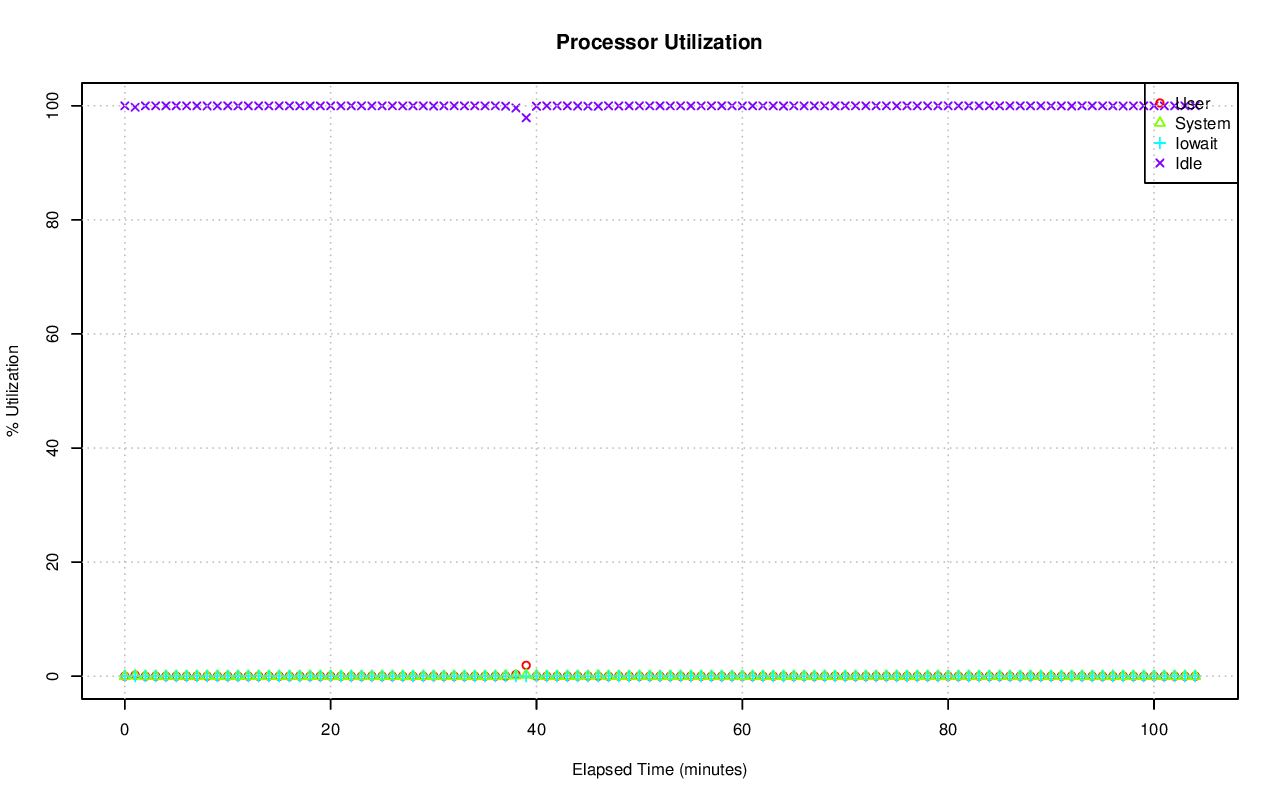 Processor Utilization
100
80
60
40
20
0
% Utilization
User
System
Iowait
Idle
0 20 40 60 80 100
Elapsed Time (minutes)